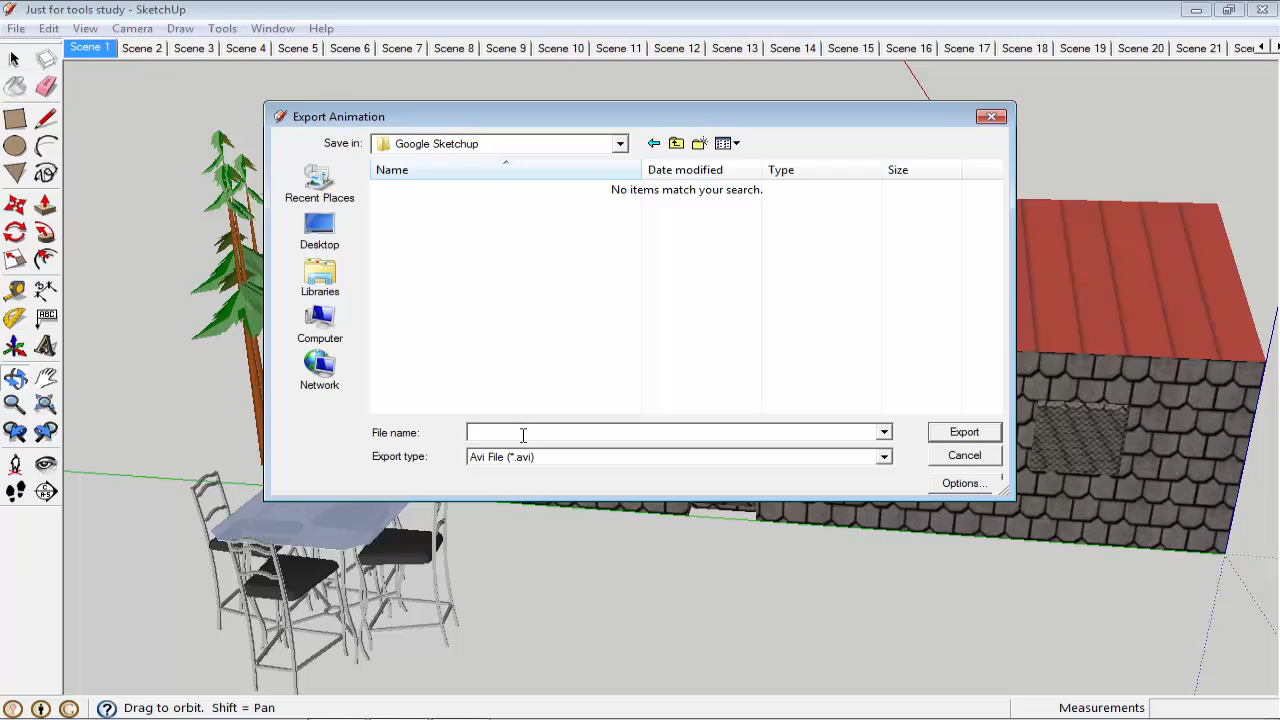 Just for tools study - SketchUp
File Edit View Camera Draw Tools Window Help
Scene 1 Scene 2 Scene 3 Scene 4 Scene 5 Scene 6 Scene 7 Scene 8 Scene 9 Scene 10 Scene 11 Scene 12 Scene 13 Scene 14 Scene 15 Scene 16 Scene 17 Scene 18 Scene 19 Scene 20 Scene 21
Export Animation
Save in: Google Sketchup
Name Date modified Type Size
No items match your search.
Recent Places
Desktop
Libraries
Computer
Network
File name: Export
Export type: Avi File (*.avi) Cancel
Options...
ABC
Drag to orbit. Shift = Pan Measurements